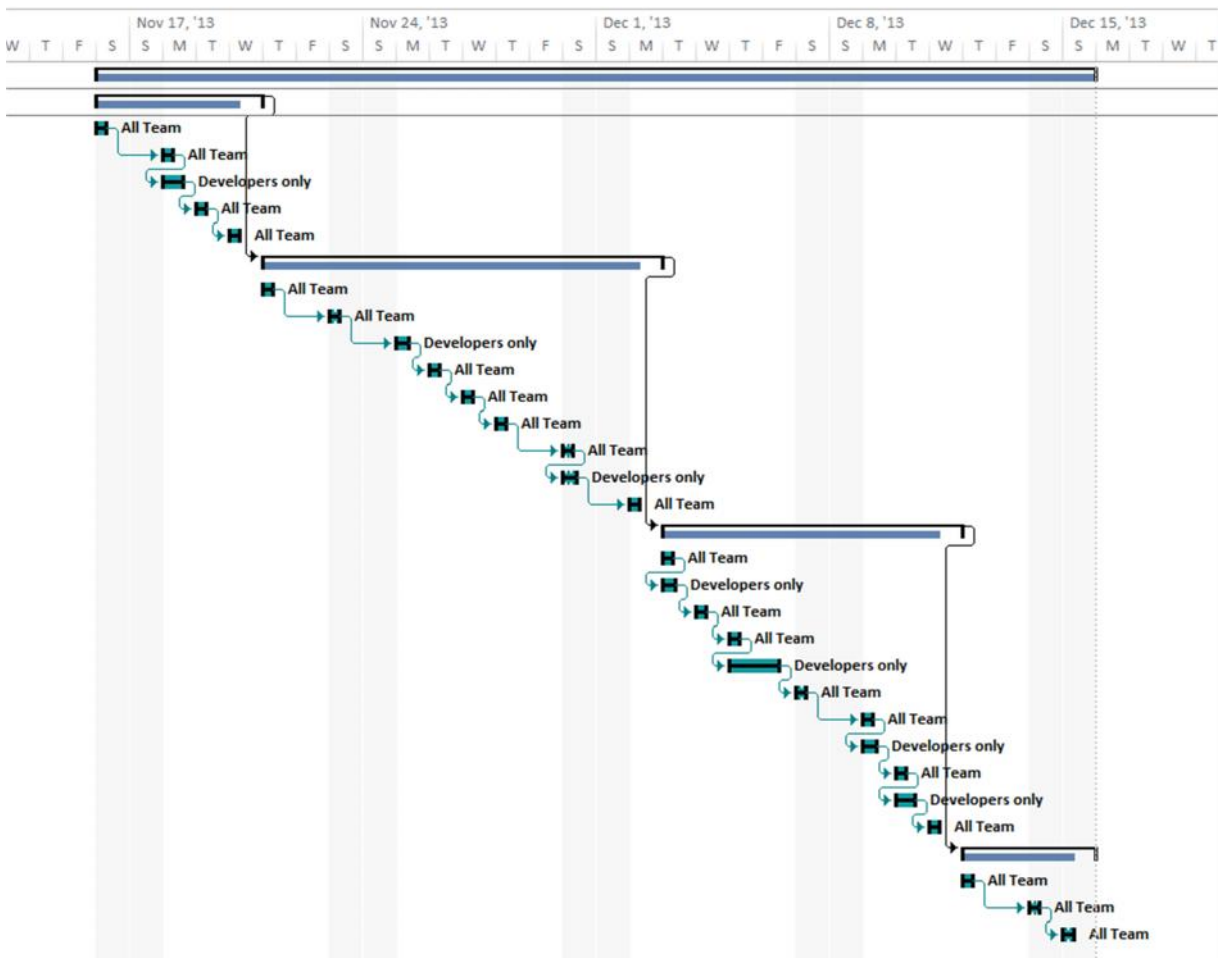 Nov 17, '13 Nov 24, '13 Dec 1, '13 Dec 8, '13 Dec 15, '13
W T F S S M T W T F S S M T W T F S S M T W T F S S M T W T F S S M T W T
All Team
All Team
Developers only
All Team
All Team
All Team
All Team
Developers only
All Team
All Team
All Team
All Team
Developers only
All Team
All Team
Developers only
All Team
All Team
Developers only
All Team
All Team
Developers only
All Team
Developers only
All Team
All Team
All Team
All Team